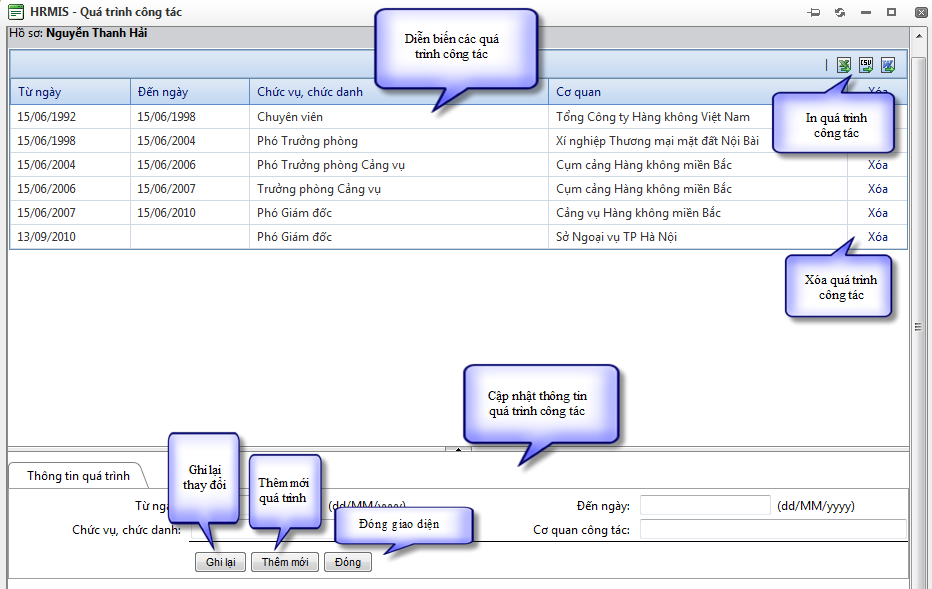 HRMIS - Quá trình công tác
Hồ sơ: Nguyễn Thanh Hải
Diễn biến các quá
trình công tác
Từ ngày Đến ngày Chức vụ, chức danh Cơ quan Xóa
In quá trình
công tác
15/06/1992 15/06/1998 Chuyên viên Tổng Công ty Hàng không Việt Nam
15/06/1998 15/06/2004 Phó Trưởng phòng Xí nghiệp Thương mại mặt đất Nội Bài
15/06/2004 15/06/2006 Phó Trưởng phòng Cảng vụ Cụm cảng Hàng không miền Bắc Xóa
15/06/2006 15/06/2007 Trưởng phòng Cảng vụ Cụm cảng Hàng không miền Bắc Xóa
15/06/2007 15/06/2010 Phó Giám đốc Cảng vụ Hàng không miền Bắc Xóa
13/09/2010 Phó Giám đốc Sở Ngoại vụ TP Hà Nội Xóa
Xóa quá trình
công tác
Cập nhật thông tin
quá trình công tác
Ghi lại
thay đổi
Thêm mới
quá trình
Thông tin quá trình
Từ (dd/MM/yyyy) Đến ngày: (dd/MM/yyyy)
Đóng giao diện
Chức vụ, chức danh: Cơ quan công tác:
Ghi lại Thêm mới Đóng